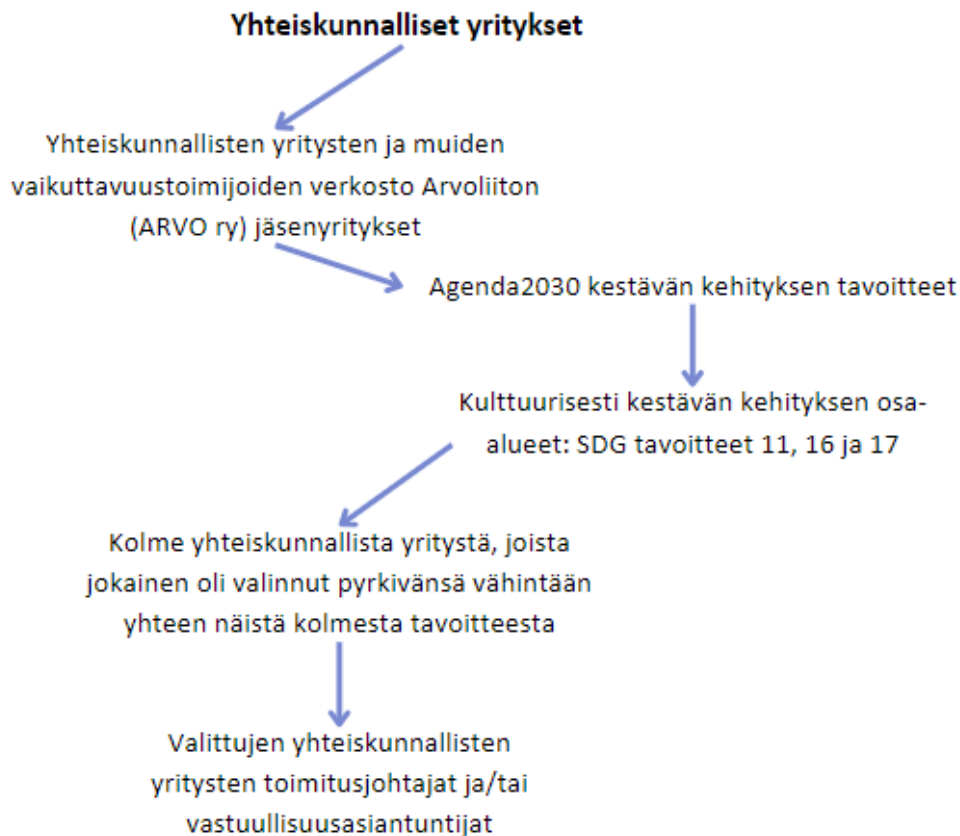 Yhteiskunnalliset yritykset
Yhteiskunnallisten yritysten ja muiden
vaikuttavuustoimijoiden verkosto Arvoliiton
(ARVO ry) jäsenyritykset
Agenda2030 kestävän kehityksen tavoitteet
Kulttuurisesti kestävän kehityksen osa-
alueet: SDG tavoitteet 11, 16 ja 17
Kolme yhteiskunnallista yritystä, joista
jokainen oli valinnut pyrkivänsä vähintään
yhteen näistä kolmesta tavoitteesta
Valittujen yhteiskunnallisten
yritysten toimitusjohtajat ja/tai
vastuullisuusasiantuntijat